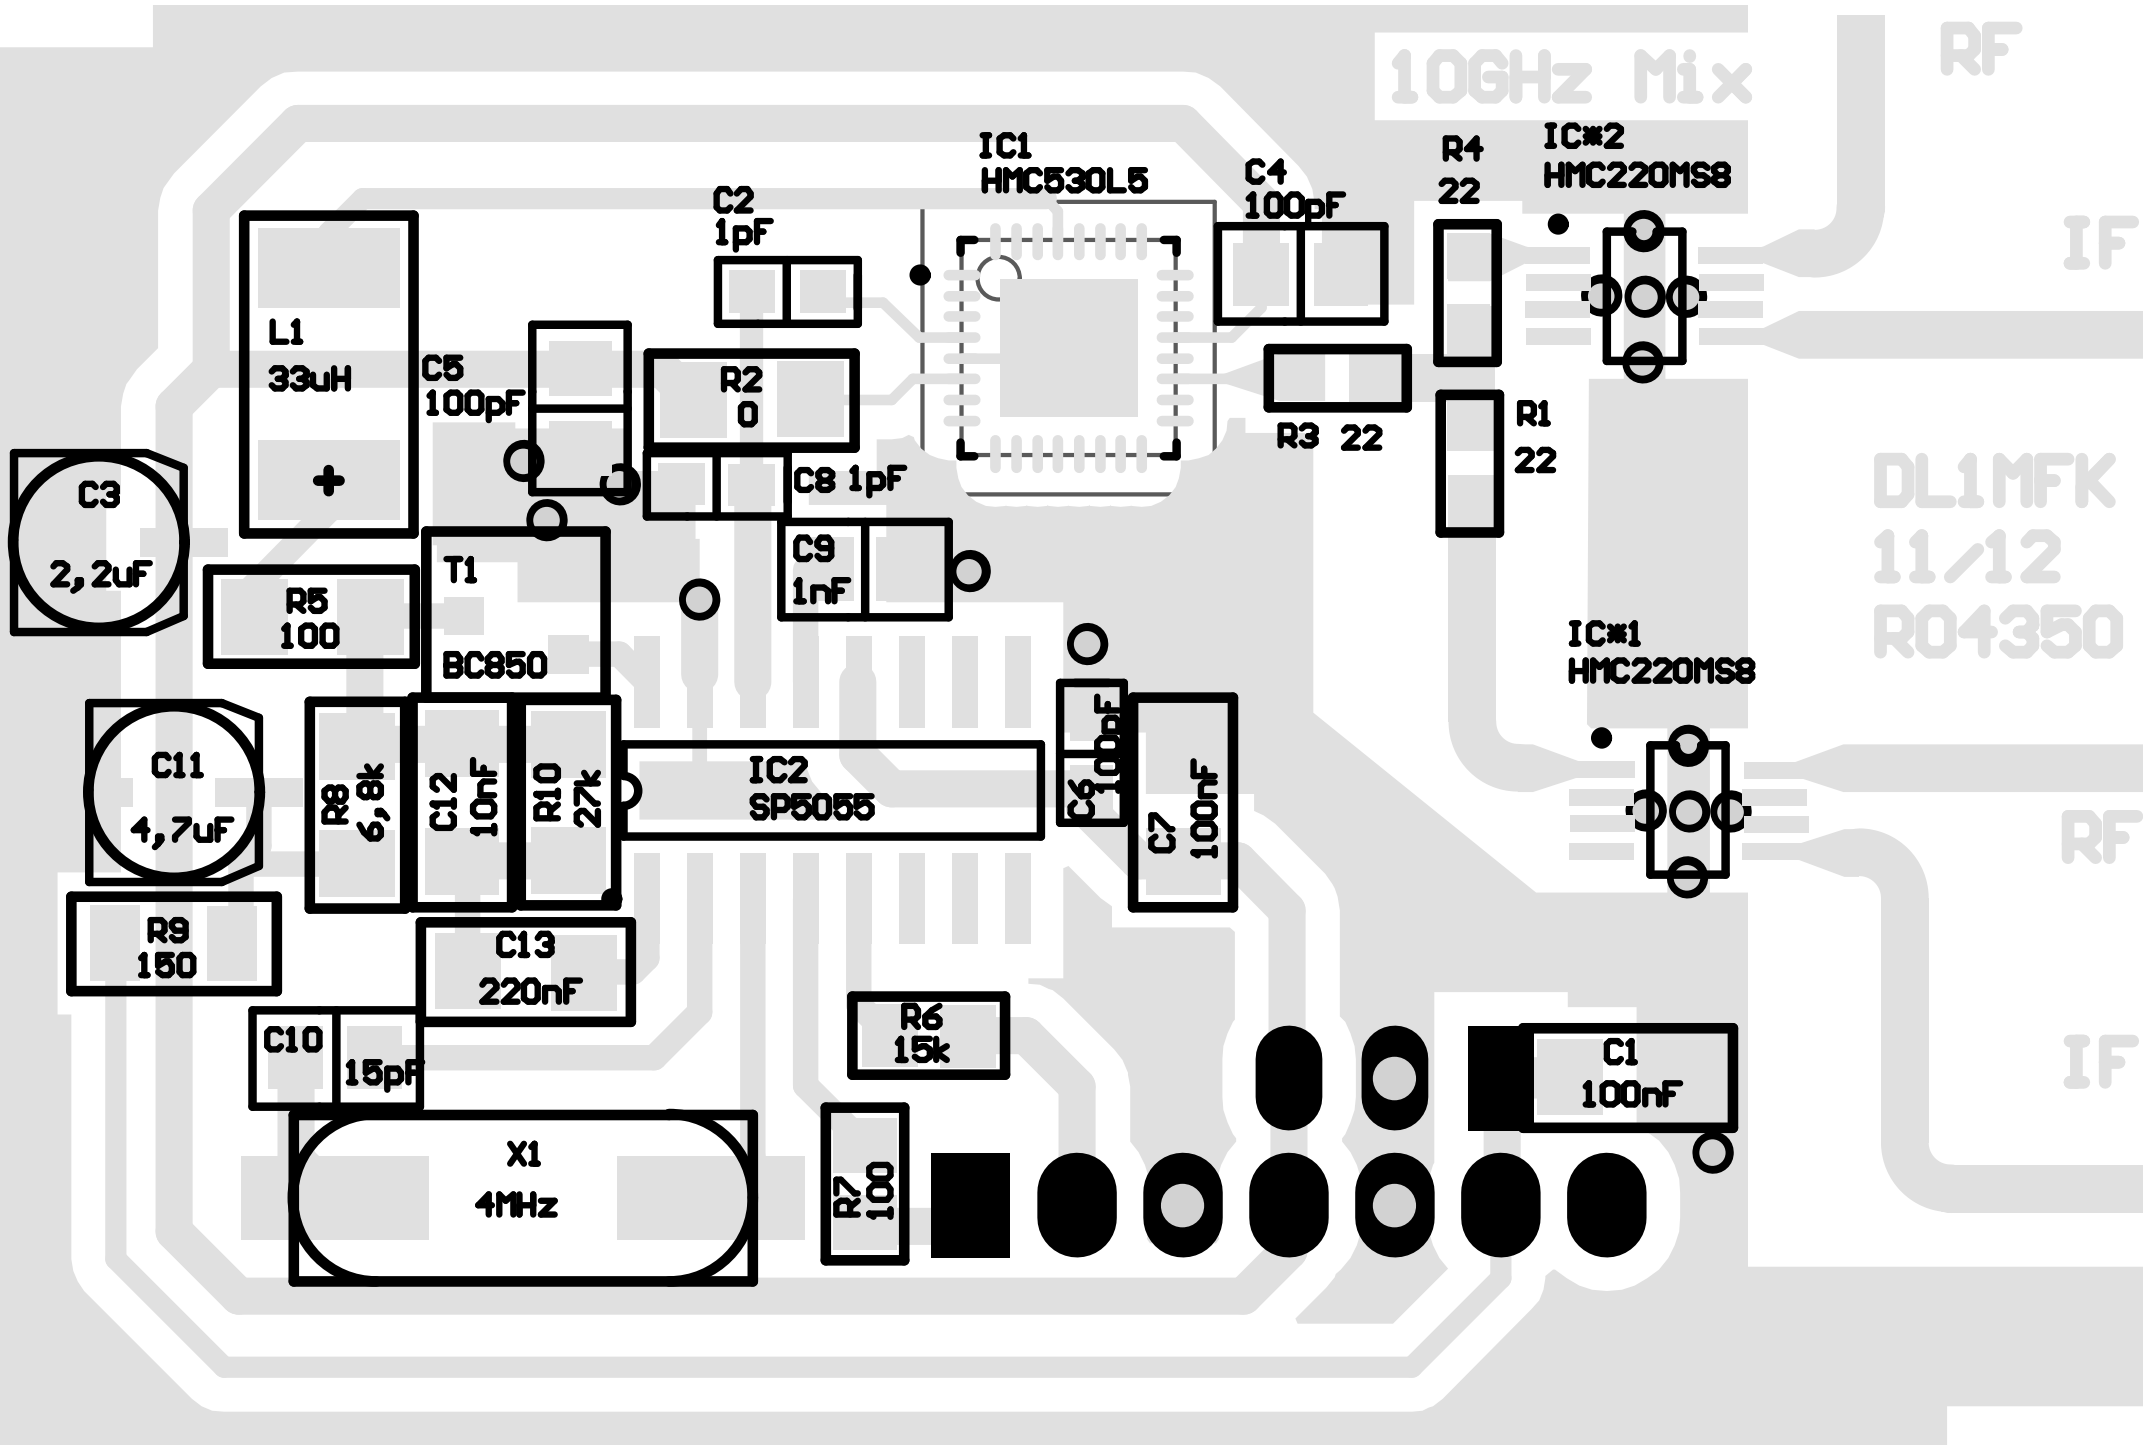 10GHz Mix
RF
IC1
HMC530L5
C4
100pF
R4
22
IC*2
HMC220MS8
C2
1pF
IF
L1
33uH
+
C5
100pF
R2
0
R3 22
R1
22
C3
2,2uF
C8 1pF
C9
1nF
T1
BC850
R5
100
DL1MFK
11/12
RO4350
IC*1
HMC220MS8
C11
4,7uF
R8
6,8k
C12
10nF
R10
27k
IC2
SP5055
C6
100pF
C7
100nF
RF
R9
150
C13
220nF
C10
15pF
R6
15k
C1
100nF
IF
X1
4MHz
R7
100